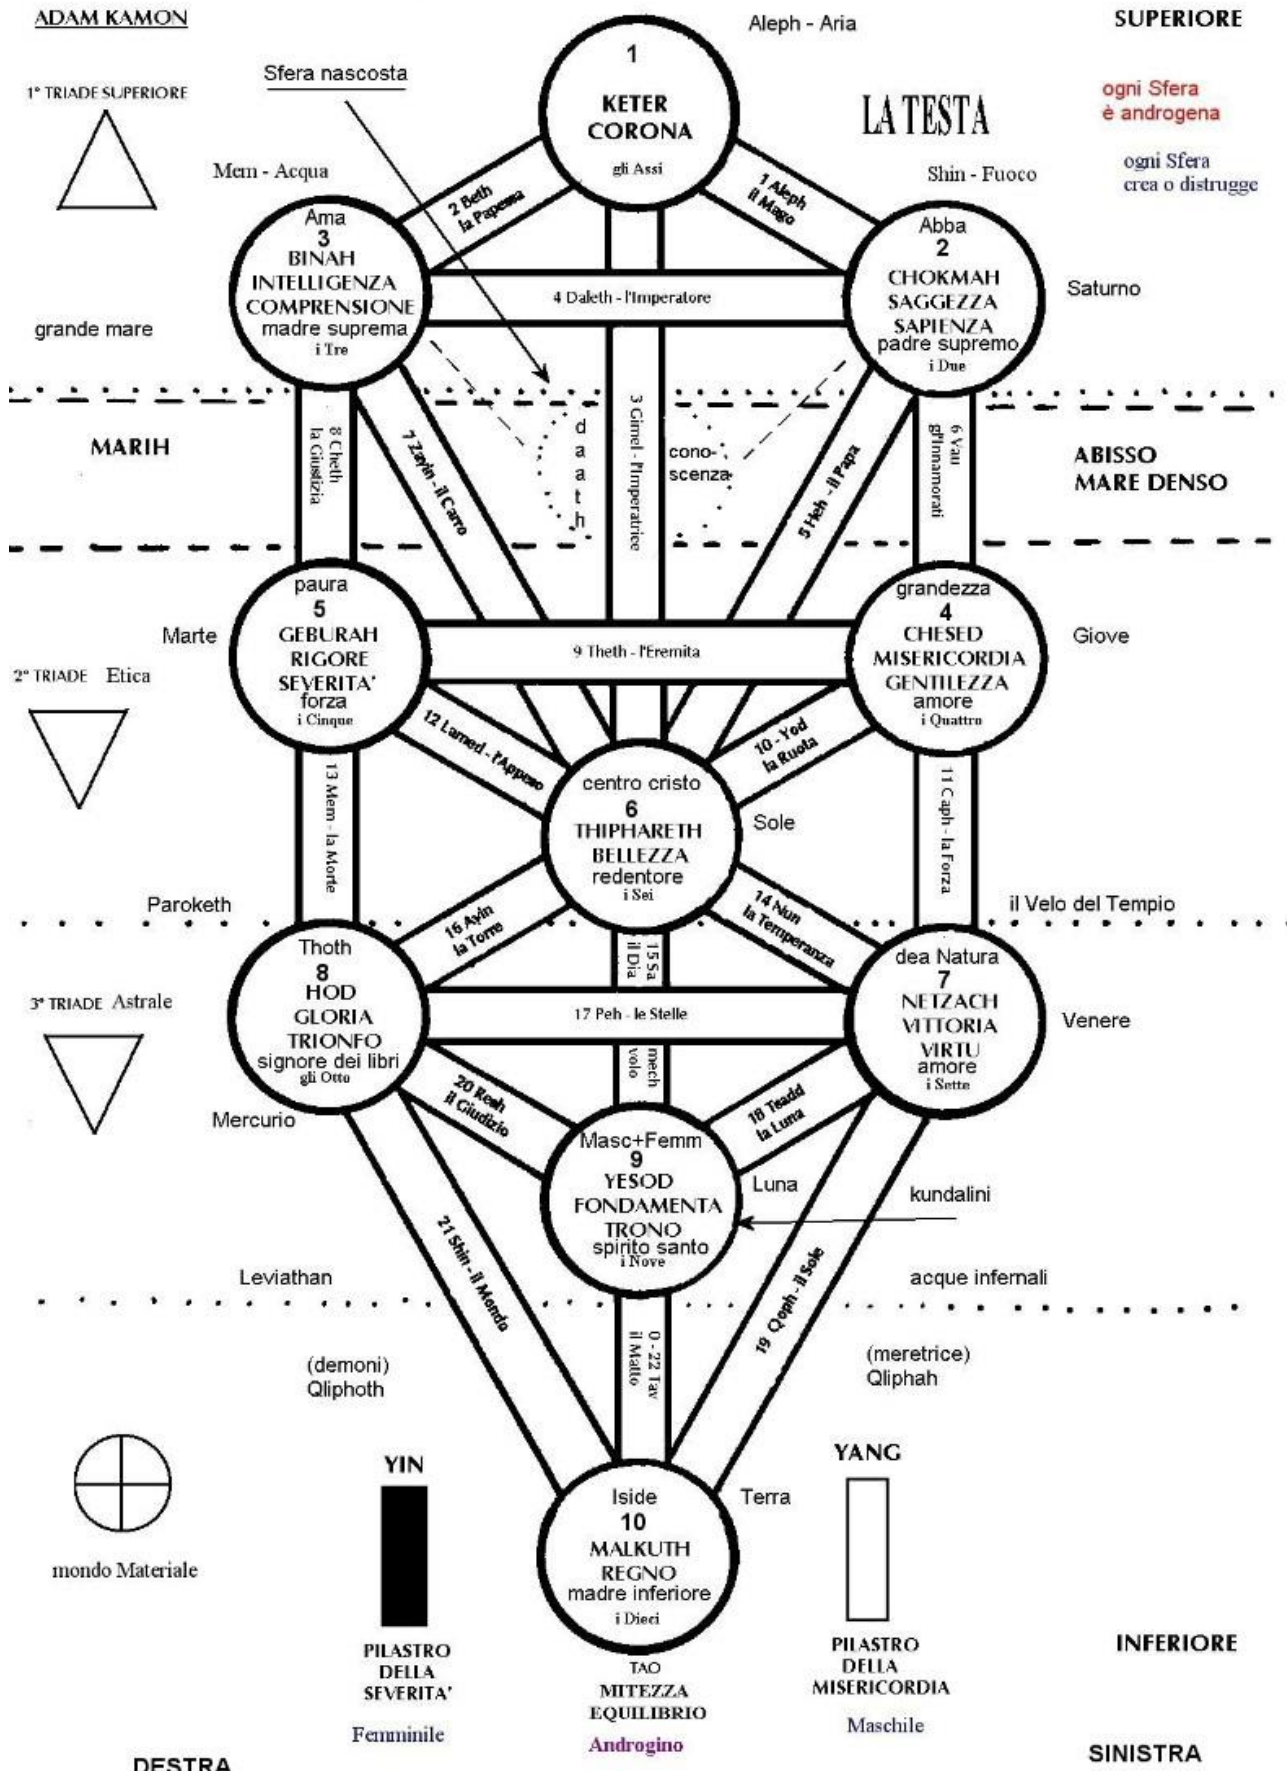 ADAM KAMON
Aleph - Aria
SUPERIORE
1° TRIADE SUPERIORE
Sfera nascosta
1
KETER
CORONA
gli Assi
LA TESTA
ogni Sfera
è androgena
Mem - Acqua
Shin - Fuoco
ogni Sfera
crea o distrugge
2 Beth
la Papessa
1 Aleph
il Mago
Ama
3
BINAH
INTELLIGENZA
COMPRENSIONE
madre suprema
i Tre
4 Daleth - l'Imperatore
Abba
2
CHOKMAH
SAGGEZZA
SAPIENZA
padre supremo
i Due
Saturno
grande mare
MARIH
8 Cheth
la Giustizia
7 Zayin - il Carro
daath
3 Gimel - l'Imperatrice
cono-
scenza
5 Heh - il Papa
6 Vau
gl'Innamorati
ABISSO
MARE DENSO
Marte
paura
5
GEBURAH
RIGORE
SEVERITA'
forza
i Cinque
9 Theth - l'Eremita
grandezza
4
CHESED
MISERICORDIA
GENTILEZZA
amore
i Quattro
Giove
2° TRIADE Etica
12 Lamed - l'Appeso
10 - Yod
la Ruota
13 Mem - la Morte
centro cristo
6
THIPHARETH
BELLEZZA
redentore
i Sei
Sole
11 Caph - la Forza
Paroketh
il Velo del Tempio
16 Ayin
la Torre
15 Sa
il Dia
14 Nun
la Temperanza
Thoth
8
HOD
GLORIA
TRIONFO
signore dei libri
gli Otto
17 Peh - le Stelle
dea Natura
7
NETZACH
VITTORIA
VIRTU
amore
i Sette
Venere
3° TRIADE Astrale
mech
volo
Mercurio
20 Resh
il Giudizio
18 Tsadd
la Luna
Masc+Femm
9
YESOD
FONDAMENTA
TRONO
spirito santo
i Nove
Luna
kundalini
21 Shin - il Mondo
19 Qoph - il Sole
Leviathan
acque infernali
0 - 22 Tav
il Matto
(demoni)
Qliphoth
(meretrice)
Qliphah
mondo Materiale
YIN
YANG
Iside
10
MALKUTH
REGNO
madre inferiore
i Dieci
Terra
PILASTRO
DELLA
SEVERITA'
Femminile
TAO
MITEZZA
EQUILIBRIO
Androgino
PILASTRO
DELLA
MISERICORDIA
Maschile
INFERIORE
DESTRA
SINISTRA